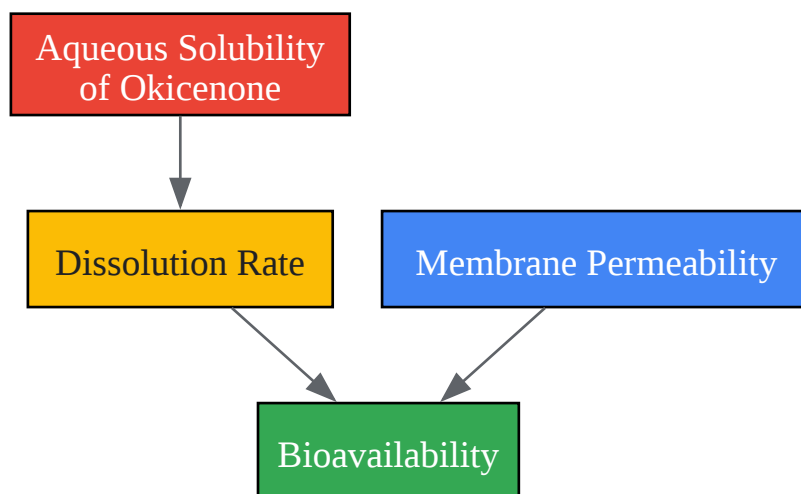 Aqueous Solubility
of Okicenone
Dissolution Rate
Membrane Permeability
Bioavailability